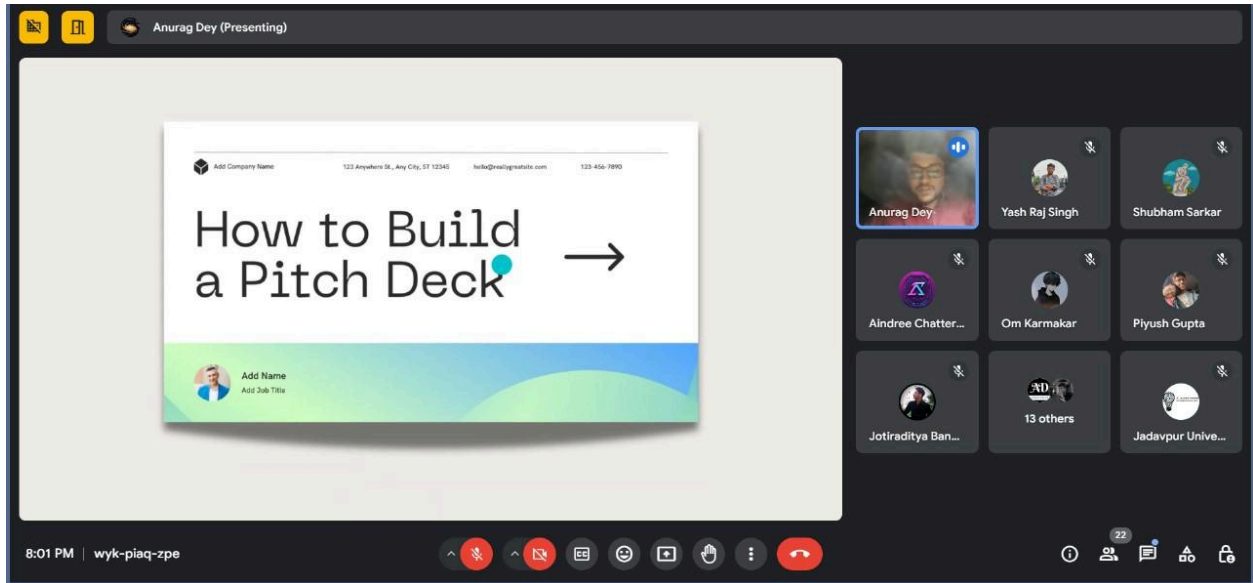 Anurag Dey (Presenting)
Add Company Name
123 Anywhere St., Any City, ST 12345
hello@reallygreatsite.com
123-456-7890
How to Build
a Pitch Deck
Add Name
Add Job Title
Anurag Dey
Yash Raj Singh
Shubham Sarkar
Aindree Chatter...
Om Karmakar
Piyush Gupta
Jotiraditya Ban...
AD
13 others
Jadavpur Unive...
8:01 PM | wyk-piaq-zpe
CC
22